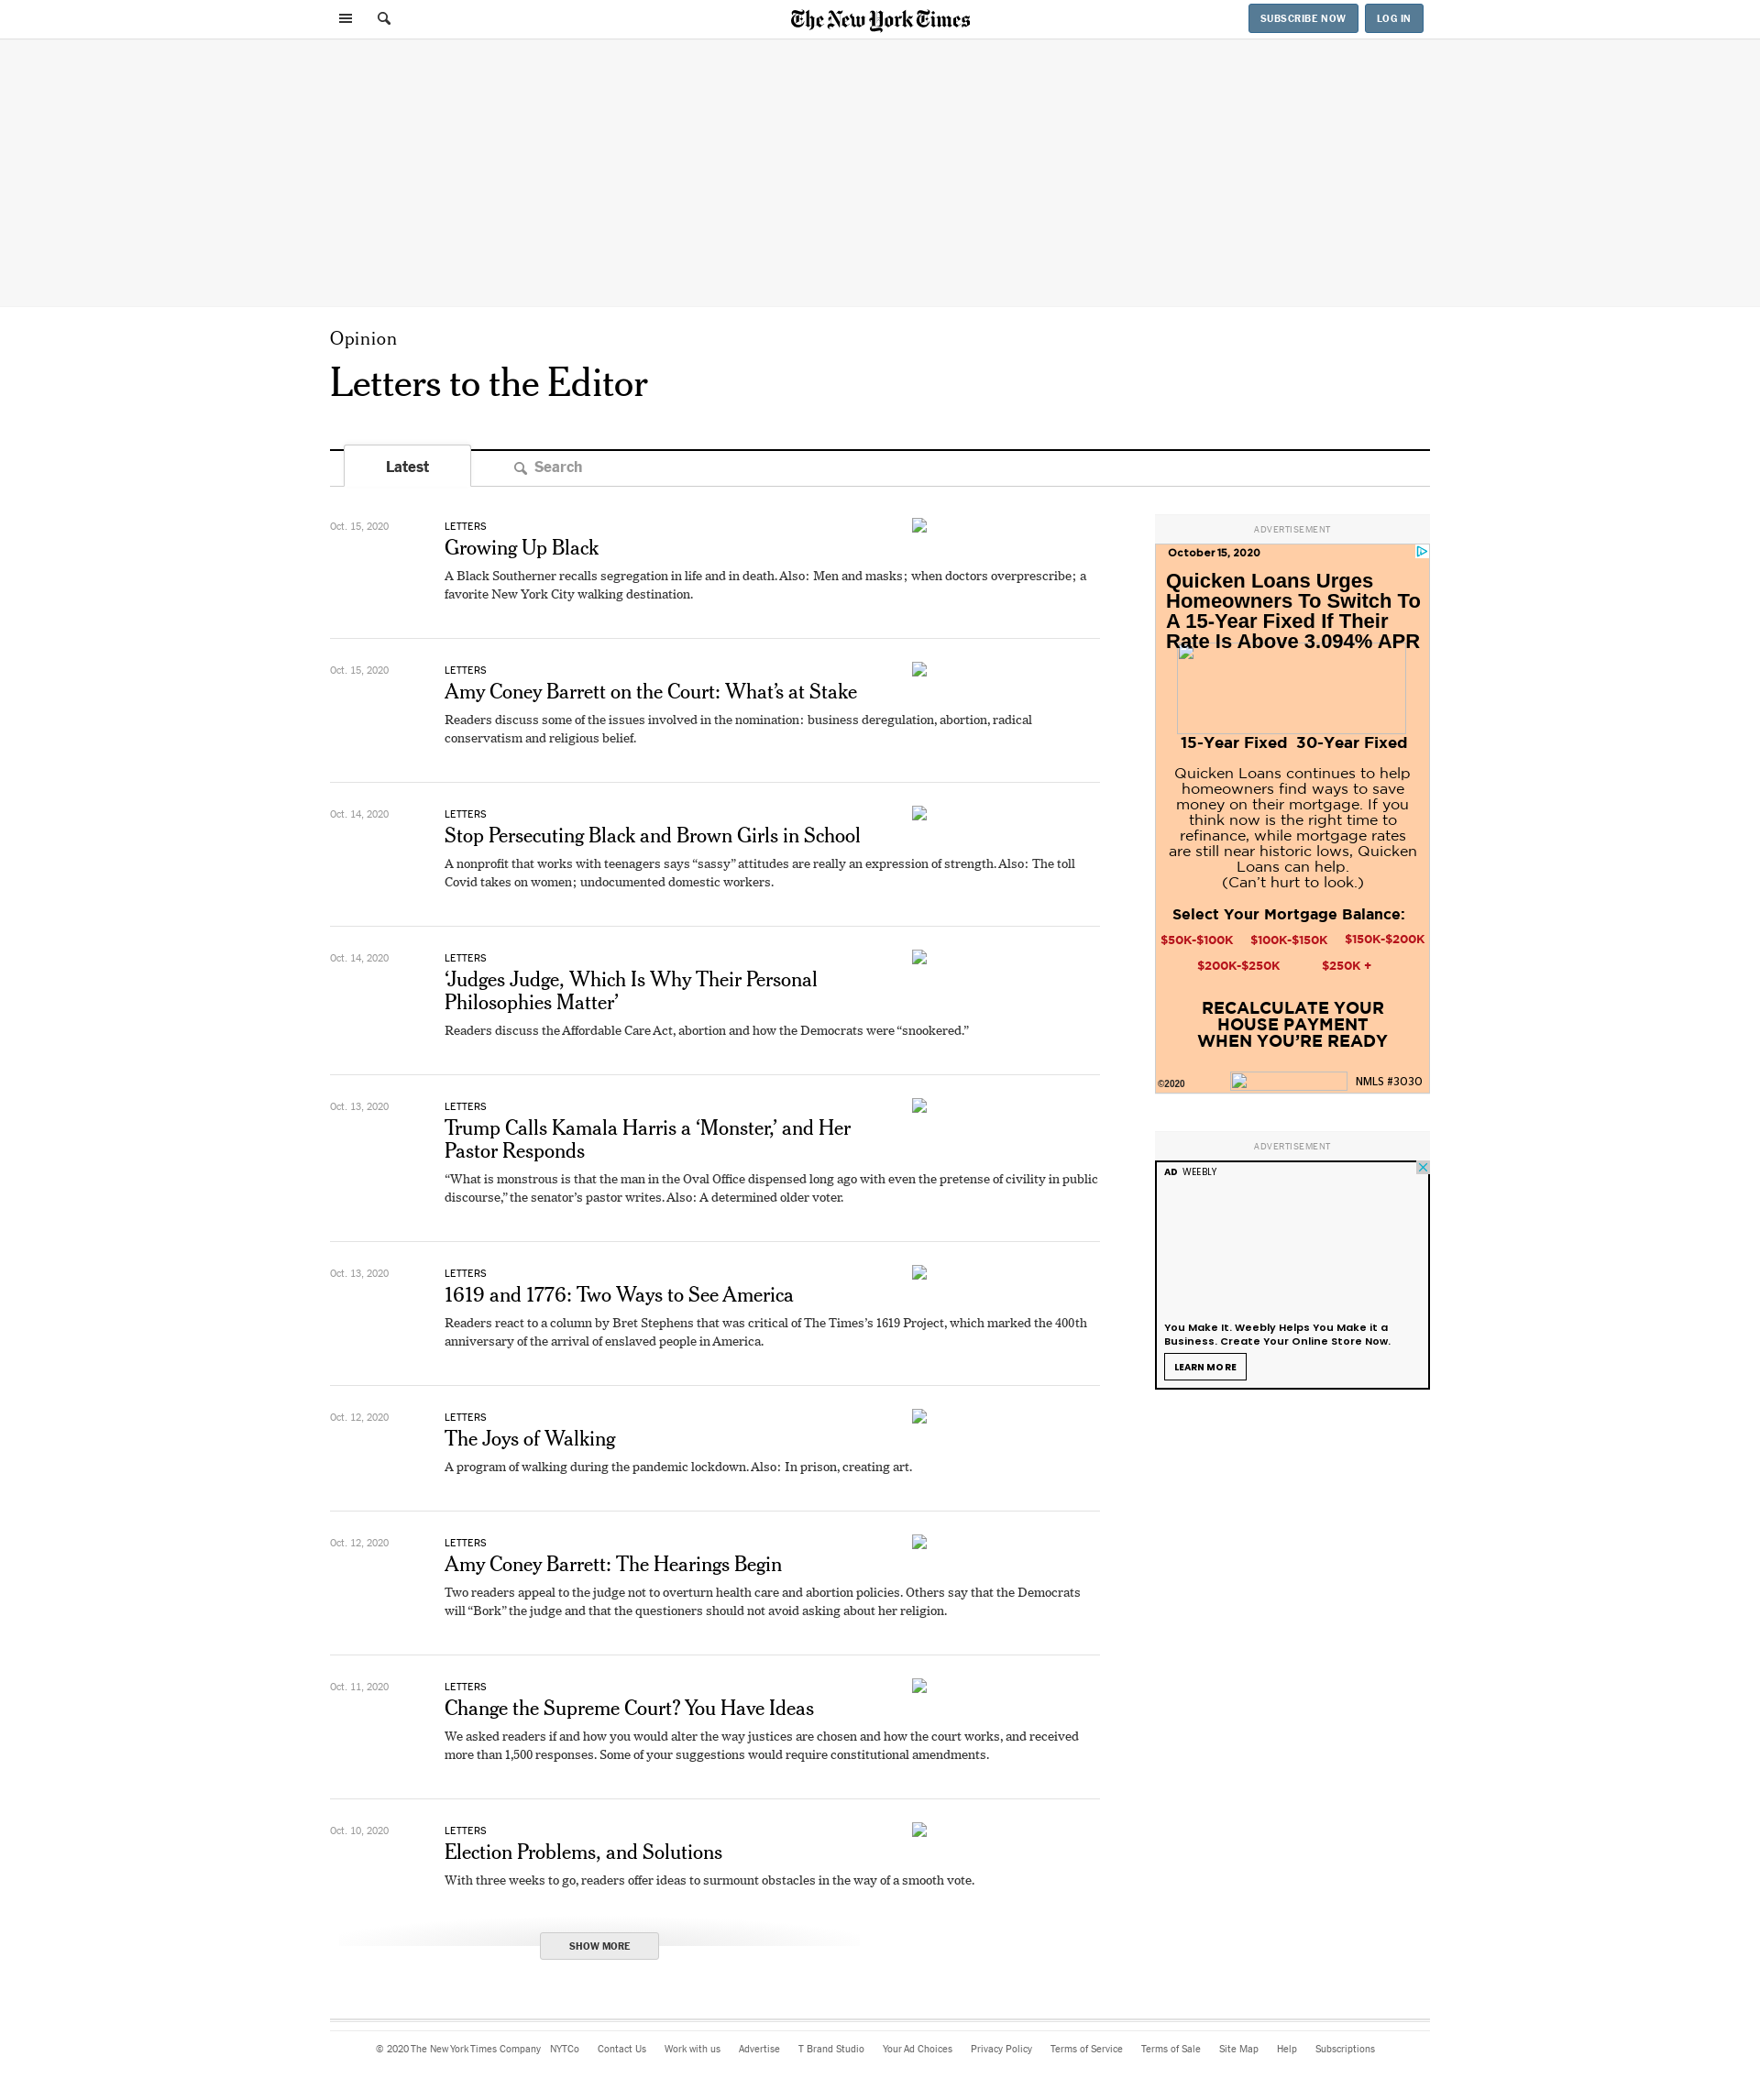 The New York Times
SUBSCRIBE NOW
LOG IN
Opinion
Letters to the Editor
Latest
Search
Oct. 15, 2020
LETTERS
Growing Up Black
A Black Southerner recalls segregation in life and in death. Also: Men and masks; when doctors overprescribe; a
favorite New York City walking destination.
Oct. 15, 2020
LETTERS
Amy Coney Barrett on the Court: What’s at Stake
Readers discuss some of the issues involved in the nomination: business deregulation, abortion, radical
conservatism and religious belief.
Oct. 14, 2020
LETTERS
Stop Persecuting Black and Brown Girls in School
A nonprofit that works with teenagers says “sassy” attitudes are really an expression of strength. Also: The toll
Covid takes on women; undocumented domestic workers.
Oct. 14, 2020
LETTERS
‘Judges Judge, Which Is Why Their Personal
Philosophies Matter’
Readers discuss the Affordable Care Act, abortion and how the Democrats were “snookered.”
Oct. 13, 2020
LETTERS
Trump Calls Kamala Harris a ‘Monster,’ and Her
Pastor Responds
“What is monstrous is that the man in the Oval Office dispensed long ago with even the pretense of civility in public
discourse,” the senator’s pastor writes. Also: A determined older voter.
Oct. 13, 2020
LETTERS
1619 and 1776: Two Ways to See America
Readers react to a column by Bret Stephens that was critical of The Times’s 1619 Project, which marked the 400th
anniversary of the arrival of enslaved people in America.
Oct. 12, 2020
LETTERS
The Joys of Walking
A program of walking during the pandemic lockdown. Also: In prison, creating art.
Oct. 12, 2020
LETTERS
Amy Coney Barrett: The Hearings Begin
Two readers appeal to the judge not to overturn health care and abortion policies. Others say that the Democrats
will “Bork” the judge and that the questioners should not avoid asking about her religion.
Oct. 11, 2020
LETTERS
Change the Supreme Court? You Have Ideas
We asked readers if and how you would alter the way justices are chosen and how the court works, and received
more than 1,500 responses. Some of your suggestions would require constitutional amendments.
Oct. 10, 2020
LETTERS
Election Problems, and Solutions
With three weeks to go, readers offer ideas to surmount obstacles in the way of a smooth vote.
SHOW MORE
ADVERTISEMENT
October 15, 2020
Quicken Loans Urges
Homeowners To Switch To
A 15-Year Fixed If Their
Rate Is Above 3.094% APR
15-Year Fixed 30-Year Fixed
Quicken Loans continues to help
homeowners find ways to save
money on their mortgage. If you
think now is the right time to
refinance, while mortgage rates
are still near historic lows, Quicken
Loans can help.
(Can’t hurt to look.)
Select Your Mortgage Balance:
$50K-$100K $100K-$150K $150K-$200K
$200K-$250K $250K +
RECALCULATE YOUR
HOUSE PAYMENT
WHEN YOU’RE READY
©2020
NMLS #3030
ADVERTISEMENT
AD WEEBLY
You Make It. Weebly Helps You Make it a
Business. Create Your Online Store Now.
LEARN MORE
© 2020 The New York Times Company NYTCo Contact Us Work with us Advertise T Brand Studio Your Ad Choices Privacy Policy Terms of Service Terms of Sale Site Map Help Subscriptions